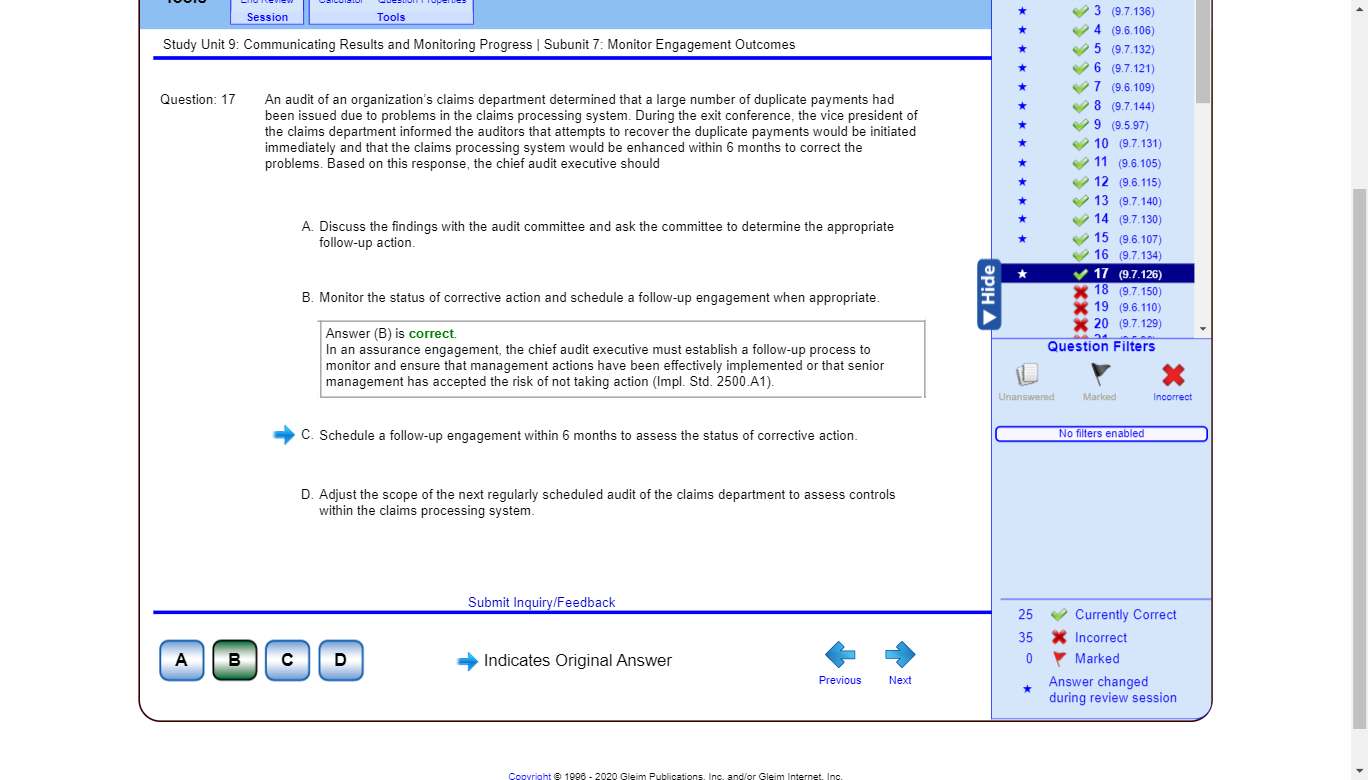 Tools
End Review
Calculator Question Properties
Session
Tools
Study Unit 9: Communicating Results and Monitoring Progress | Subunit 7: Monitor Engagement Outcomes
Question: 17
An audit of an organization's claims department determined that a large number of duplicate payments had
been issued due to problems in the claims processing system. During the exit conference, the vice president of
the claims department informed the auditors that attempts to recover the duplicate payments would be initiated
immediately and that the claims processing system would be enhanced within 6 months to correct the
problems. Based on this response, the chief audit executive should
A. Discuss the findings with the audit committee and ask the committee to determine the appropriate
follow-up action.
B. Monitor the status of corrective action and schedule a follow-up engagement when appropriate.
Answer (B) is correct.
In an assurance engagement, the chief audit executive must establish a follow-up process to
monitor and ensure that management actions have been effectively implemented or that senior
management has accepted the risk of not taking action (Impl. Std. 2500.A1).
C. Schedule a follow-up engagement within 6 months to assess the status of corrective action.
D. Adjust the scope of the next regularly scheduled audit of the claims department to assess controls
within the claims processing system.
Submit Inquiry/Feedback
A B C D
Indicates Original Answer
Previous Next
3 (9.7.136)
4 (9.6.106)
5 (9.7.132)
6 (9.7.121)
7 (9.6.109)
8 (9.7.144)
9 (9.5.97)
10 (9.7.131)
11 (9.6.105)
12 (9.6.115)
13 (9.7.140)
14 (9.7.130)
15 (9.6.107)
16 (9.7.134)
17 (9.7.126)
18 (9.7.150)
19 (9.6.110)
20 (9.7.129)
Hide
Question Filters
Unanswered Marked Incorrect
No filters enabled
25 Currently Correct
35 Incorrect
0 Marked
Answer changed
during review session
Copyright © 1996 - 2020 Gleim Publications, Inc. and/or Gleim Internet, Inc.